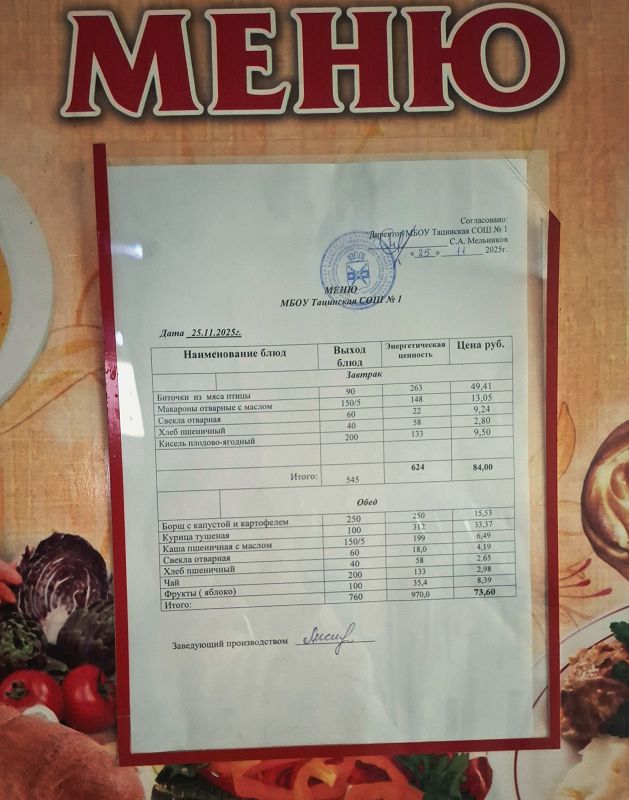 МЕНЮ
Согласовано:
Директор МБОУ Тацинская СОШ № 1
С.А. Мельников
« 25 » 11 2025г.
МЕНЮ
МБОУ Тацинская СОШ № 1
Дата 25.11.2025г.
Наименование блюд Выход блюд Энергетическая ценность Цена руб.
Завтрак
Биточки из мяса птицы 90 263 49,41
Макароны отварные с маслом 150/5 148 13,05
Свекла отварная 60 22 9,24
Хлеб пшеничный 40 58 2,80
Кисель плодово-ягодный 200 133 9,50
Итого: 545 624 84,00
Обед
Борщ с капустой и картофелем 250 250 15,53
Курица тушеная 100 312 33,37
Каша пшеничная с маслом 150/5 199 6,49
Свекла отварная 60 18,0 4,19
Хлеб пшеничный 40 58 2,65
Чай 200 133 2,98
Фрукты ( яблоко) 100 35,4 8,39
Итого: 760 970,0 73,60
Заведующий производством